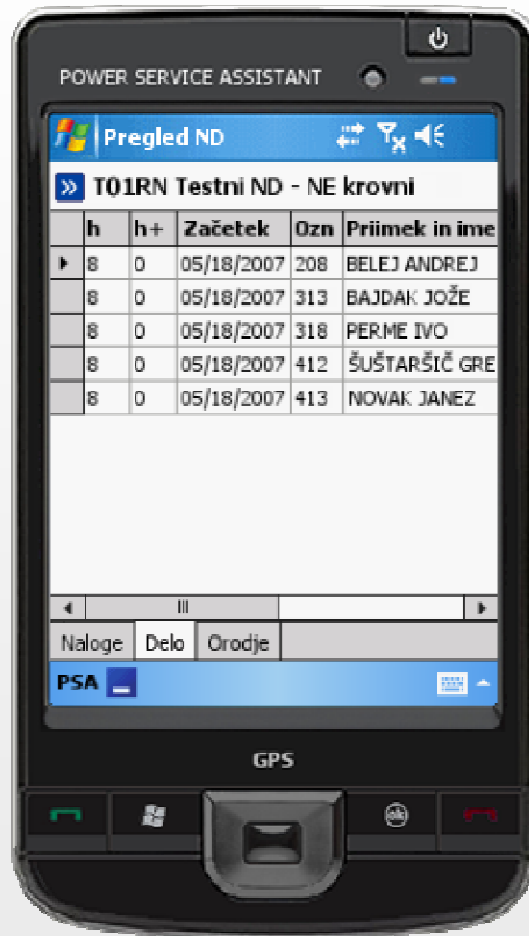 POWER SERVICE ASSISTANT
Pregled ND
T01RN Testni ND - NE krovni
h h+ Začetek Ozn Priimek in ime
8 0 05/18/2007 208 BELEJ ANDREJ
8 0 05/18/2007 313 BAJDAK JOŽE
8 0 05/18/2007 318 PERME IVO
8 0 05/18/2007 412 ŠUŠTARŠIČ GRE
8 0 05/18/2007 413 NOVAK JANEZ
Naloge Delo Orodje
PSA
GPS
ok